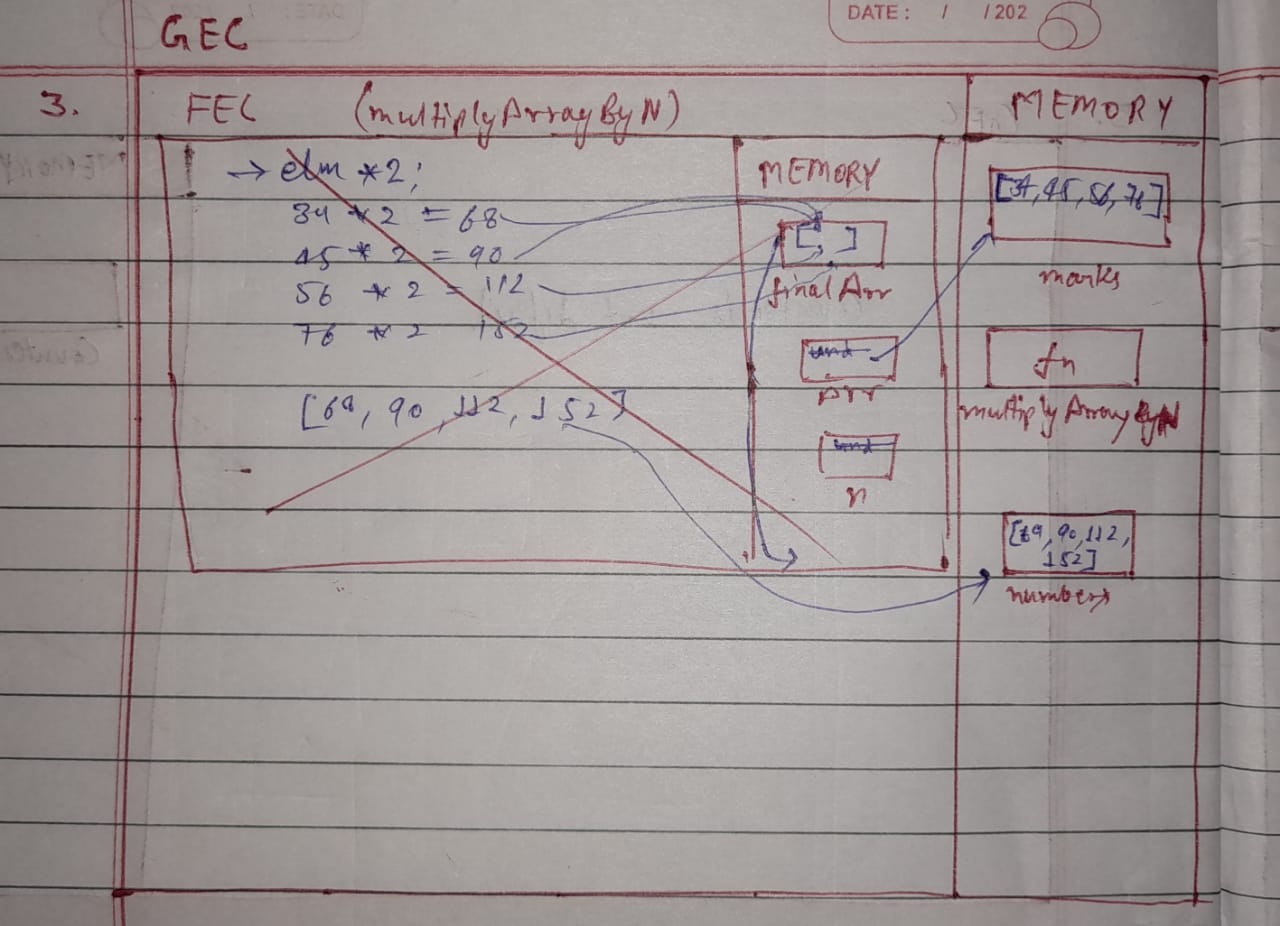 DATE: / /202
GEC
3.
FEC (multiplyArrayByN)
MEMORY
→ elm *2;
34 * 2 = 68
45 * 2 = 90
56 * 2 = 112
76 * 2 152
[68, 90, 112, 152]
MEMORY
[ ]
finalArr
und
arr
und
n
[34, 45, 56, 76]
marks
fn
multiplyArrayByN
[68, 90, 112,
152]
numbers